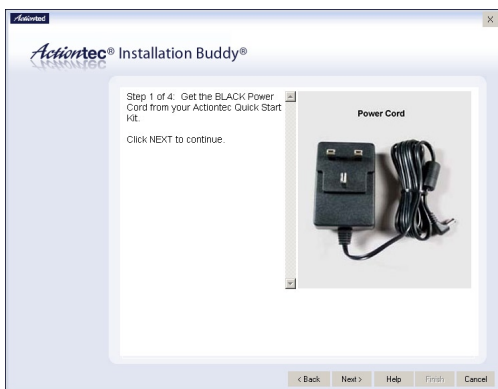 Actiontec
X
Actiontec® Installation Buddy®
Step 1 of 4: Get the BLACK Power
Cord from your Actiontec Quick Start
Kit.
Click NEXT to continue.
Power Cord
< Back Next > Help Finish Cancel